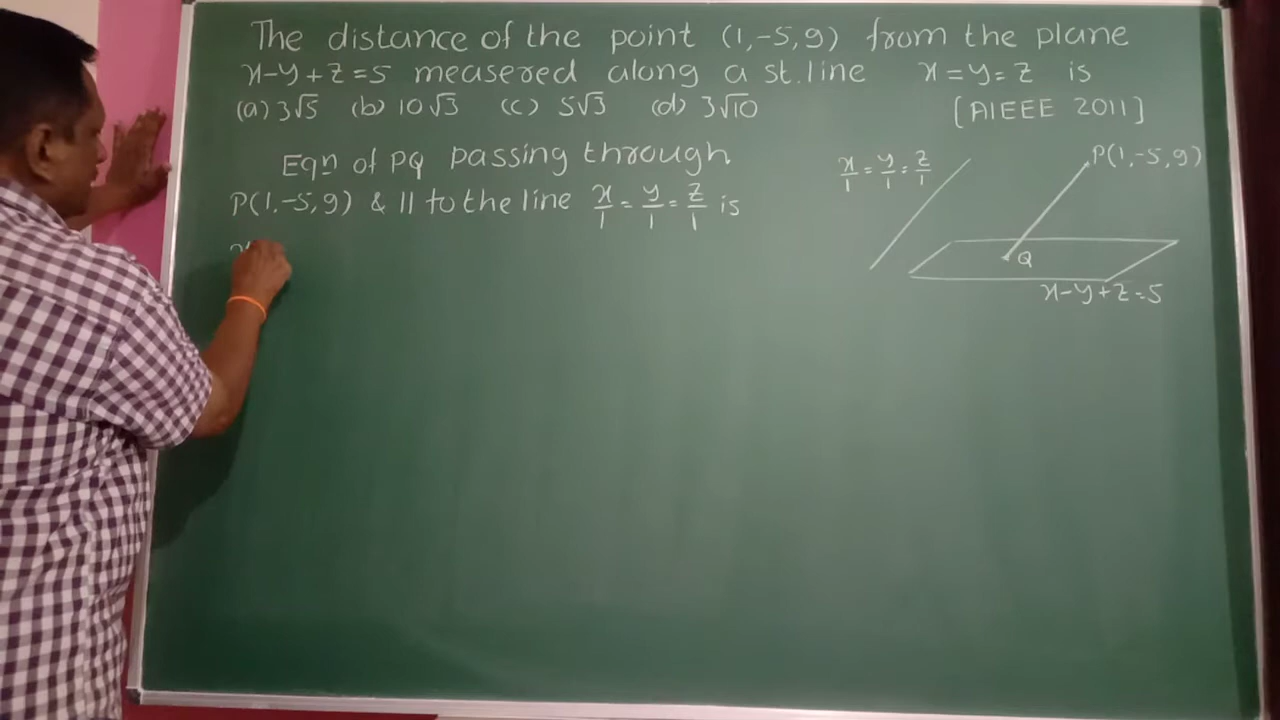 The distance of the point (1,-5,9) from the plane
x-y+z=5 measered along a st. line x=y=z is
(a) 3√5 (b) 10√3 (c) 5√3 (d) 3√10 [AIEEE 2011]
Eqn of PQ passing through
P(1,-5,9) & || to the line x/1 = y/1 = z/1 is
x
x/1 = y/1 = z/1
P(1,-5,9)
Q
x-y+z=5